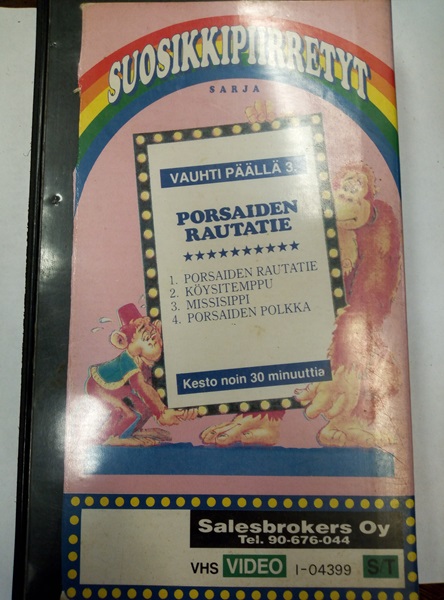 SUOSIKKIPIIRRETYT
SARJA
VAUHTI PÄÄLLÄ 3.
PORSAIDEN
RAUTATIE
★★★★★★★★★★
1. PORSAIDEN RAUTATIE
2. KÖYSITEMPPU
3. MISSISIPPI
4. PORSAIDEN POLKKA
Kesto noin 30 minuuttia
Salesbrokers Oy
Tel. 90-676-044
VHS VIDEO I-04399 S/T